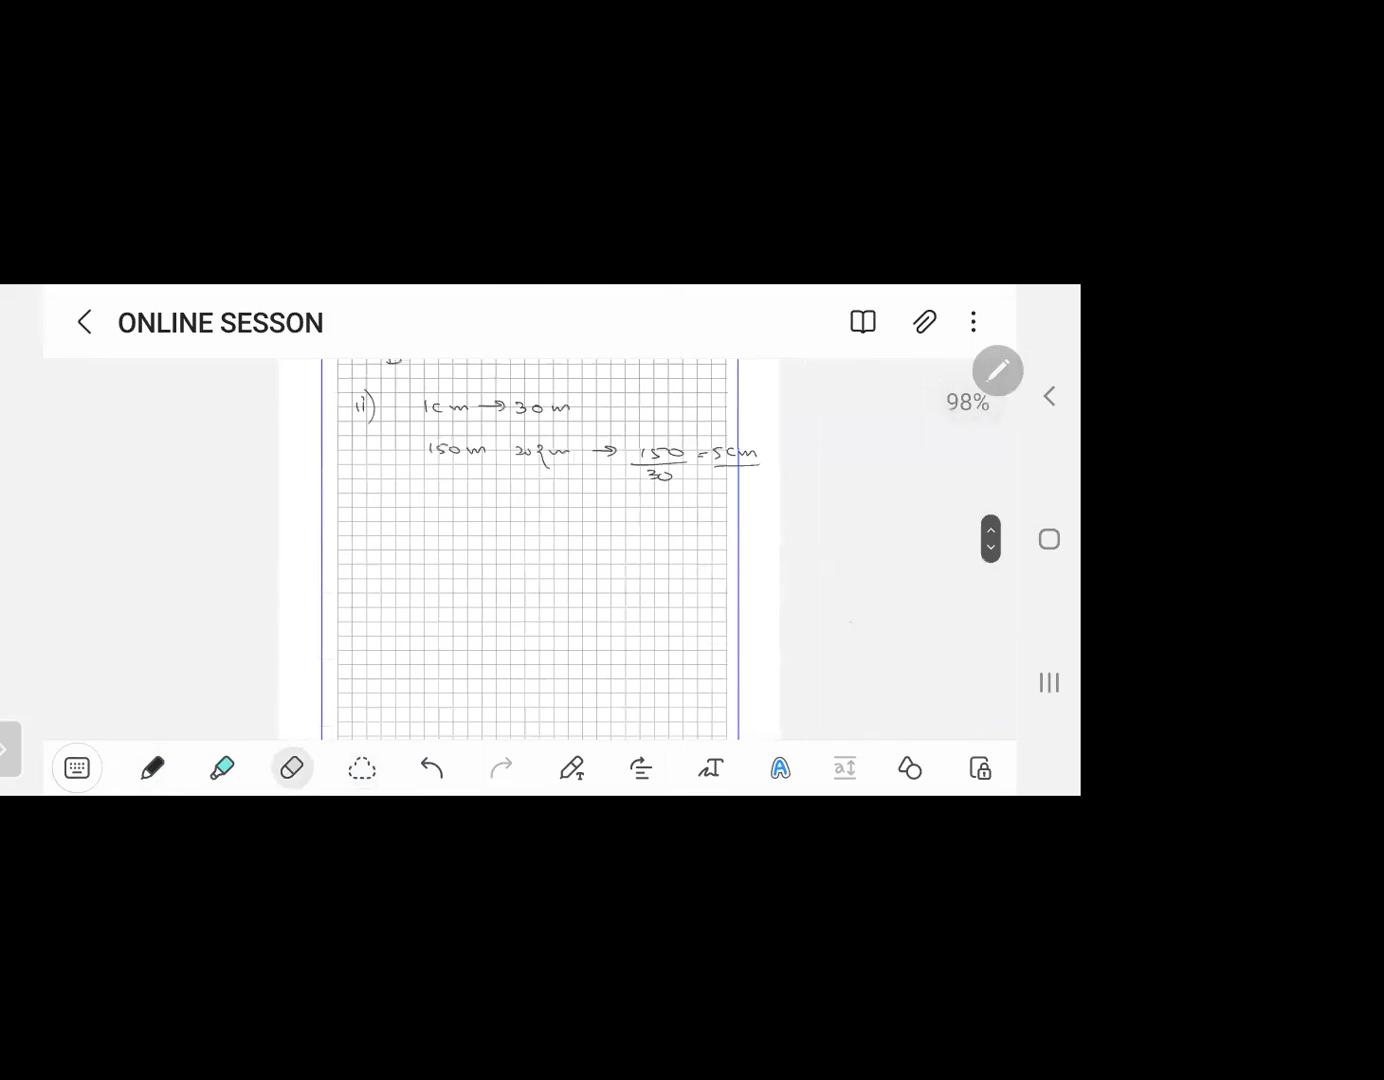 ONLINE SESSON
98%
ii) 1cm → 30m
150m → 150/30 = 5cm